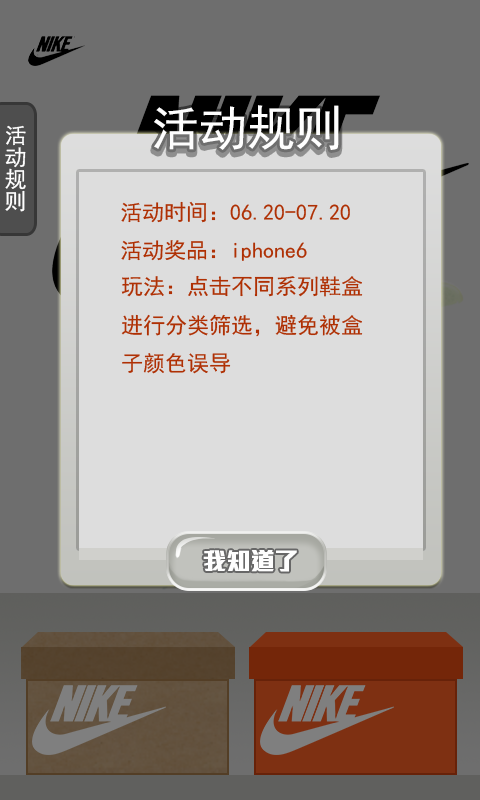 NIKE
活动规则
活动规则
活动时间：06.20-07.20
活动奖品：iphone6
玩法：点击不同系列鞋盒
进行分类筛选，避免被盒
子颜色误导
我知道了
NIKE
NIKE